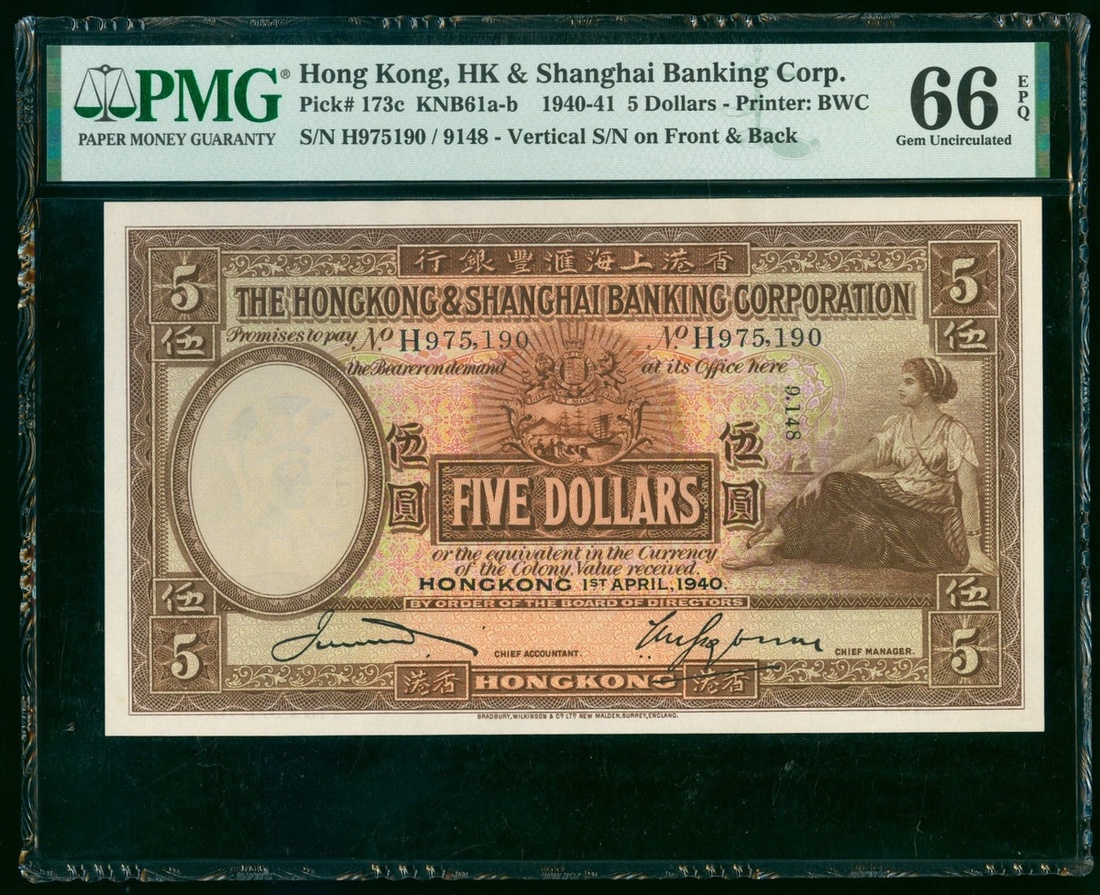 PMG®
PAPER MONEY GUARANTY
Hong Kong, HK & Shanghai Banking Corp.
Pick# 173c KNB61a-b 1940-41 5 Dollars - Printer: BWC
S/N H975190 / 9148 - Vertical S/N on Front & Back
66 EPQ
Gem Uncirculated
行銀豐滙海上港香
5 5
THE HONGKONG & SHANGHAI BANKING CORPORATION
伍 伍
Promises to pay No H975,190 No H975,190
the Bearer on demand at its Office here
9,148
伍圓 伍圓
FIVE DOLLARS
or the equivalent in the Currency
of the Colony. Value received.
HONGKONG 1ST APRIL, 1940.
伍 伍
BY ORDER OF THE BOARD OF DIRECTORS
5 5
CHIEF ACCOUNTANT. CHIEF MANAGER.
港香 HONGKONG 港香
BRADBURY, WILKINSON & Co LTD NEW MALDEN, SURREY, ENGLAND.